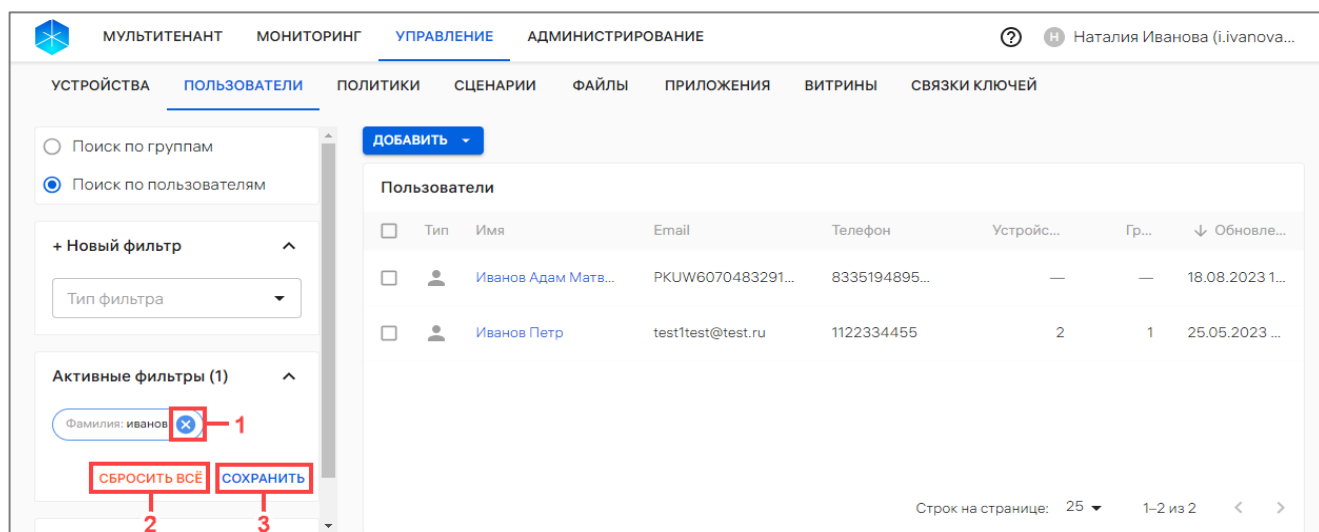 МУЛЬТИТЕНАНТ МОНИТОРИНГ УПРАВЛЕНИЕ АДМИНИСТРИРОВАНИЕ ? Н Наталия Иванова (i.ivanova...
УСТРОЙСТВА ПОЛЬЗОВАТЕЛИ ПОЛИТИКИ СЦЕНАРИИ ФАЙЛЫ ПРИЛОЖЕНИЯ ВИТРИНЫ СВЯЗКИ КЛЮЧЕЙ
Поиск по группам
Поиск по пользователям
+ Новый фильтр
Тип фильтра
Активные фильтры (1)
Фамилия: иванов
1
СБРОСИТЬ ВСЁ СОХРАНИТЬ
2 3
ДОБАВИТЬ
Пользователи
Тип Имя Email Телефон Устройс... Гр... ↓ Обновле...
Иванов Адам Матв... PKUW6070483291... 8335194895... — — 18.08.2023 1...
Иванов Петр test1test@test.ru 1122334455 2 1 25.05.2023 ...
Строк на странице: 25 1–2 из 2 < >